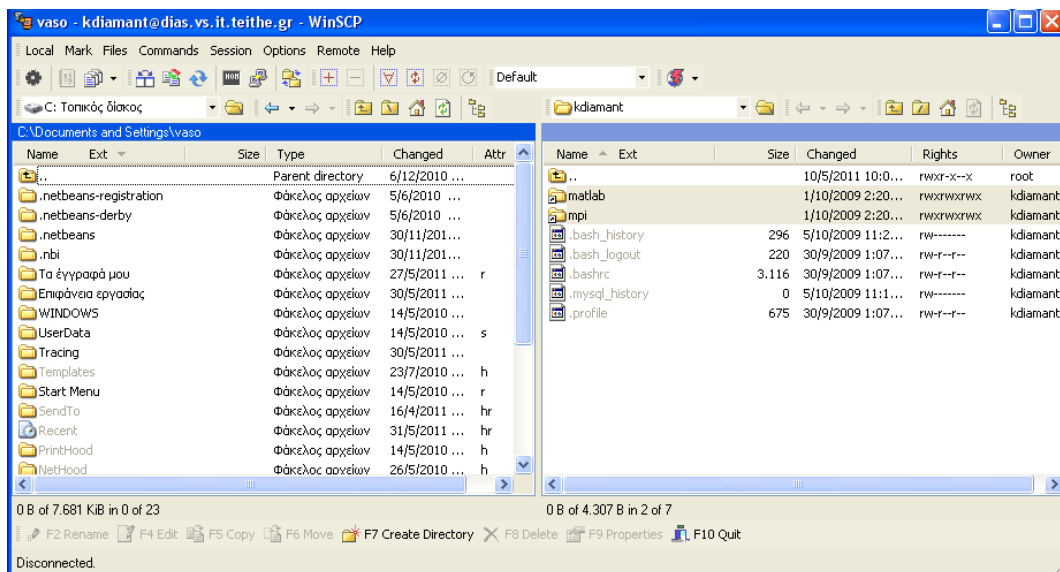 vaso - kdiamant@dias.vs.it.teithe.gr - WinSCP
Local Mark Files Commands Session Options Remote Help
Default
C: Τοπικός δίσκος
kdiamant
C:\Documents and Settings\vaso
Name Ext Size Type Changed Attr
.. Parent directory 6/12/2010 ...
.netbeans-registration Φάκελος αρχείων 5/6/2010 ...
.netbeans-derby Φάκελος αρχείων 5/6/2010 ...
.netbeans Φάκελος αρχείων 30/11/201...
.nbi Φάκελος αρχείων 30/11/201...
Τα έγγραφά μου Φάκελος αρχείων 27/5/2011 ... r
Επιφάνεια εργασίας Φάκελος αρχείων 30/5/2011 ...
WINDOWS Φάκελος αρχείων 14/5/2010 ...
UserData Φάκελος αρχείων 14/5/2010 ... s
Tracing Φάκελος αρχείων 30/5/2011 ...
Templates Φάκελος αρχείων 23/7/2010 ... h
Start Menu Φάκελος αρχείων 14/5/2010 ... r
SendTo Φάκελος αρχείων 16/4/2011 ... hr
Recent Φάκελος αρχείων 31/5/2011 ... hr
PrintHood Φάκελος αρχείων 14/5/2010 ... h
NetHood Φάκελος αρχείων 26/5/2010 ... h
0 B of 7.681 KiB in 0 of 23
Name Ext Size Changed Rights Owner
.. 10/5/2011 10:0... rwxr-x--x root
matlab 1/10/2009 2:20... rwxrwxrwx kdiamant
mpi 1/10/2009 2:20... rwxrwxrwx kdiamant
.bash_history 296 5/10/2009 11:2... rw------- kdiamant
.bash_logout 220 30/9/2009 1:07... rw-r--r-- kdiamant
.bashrc 3.116 30/9/2009 1:07... rw-r--r-- kdiamant
.mysql_history 0 5/10/2009 11:1... rw------- kdiamant
.profile 675 30/9/2009 1:07... rw-r--r-- kdiamant
0 B of 4.307 B in 2 of 7
F2 Rename F4 Edit F5 Copy F6 Move F7 Create Directory F8 Delete F9 Properties F10 Quit
Disconnected.